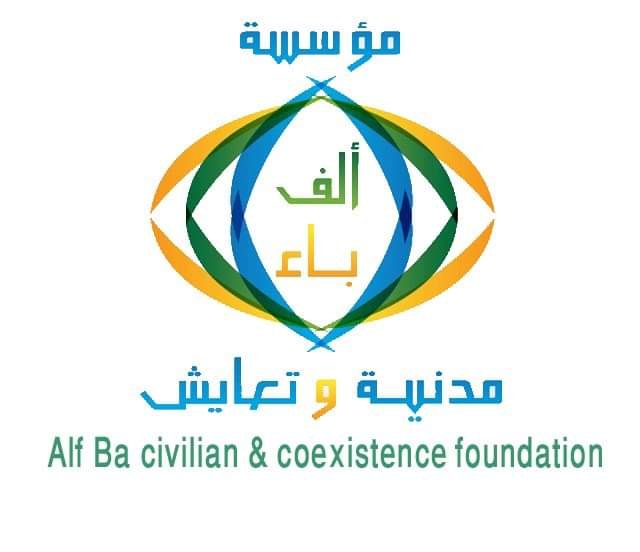 مؤسسة
ألف
باء
مدنية و تعايش
Alf Ba civilian & coexistence foundation